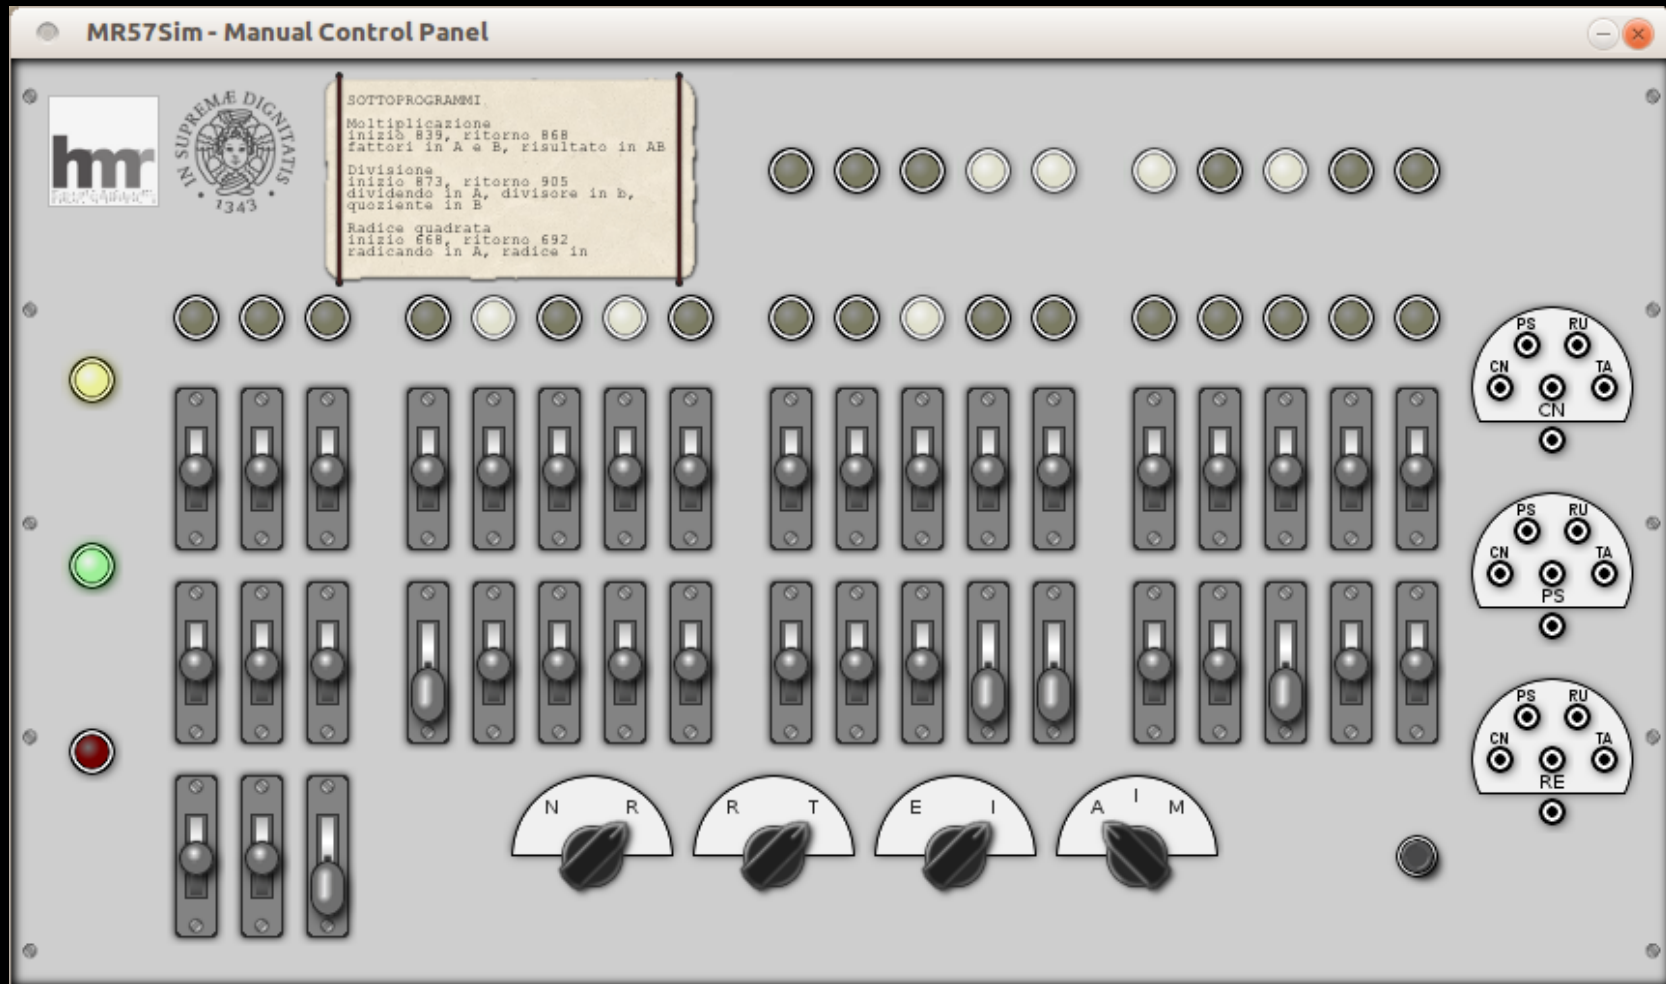 MR57Sim - Manual Control Panel
hmr
IN SUPREMÆ DIGNITATIS
· 1343 ·
SOTTOPROGRAMMI
Moltiplicazione
inizio 839, ritorno 868
fattori in A e B, risultato in AB
Divisione
inizio 873, ritorno 905
dividendo in A, divisore in b,
quoziente in B
Radice quadrata
inizio 668, ritorno 692
radicando in A, radice in
PS RU
CN TA
CN
PS RU
CN TA
PS
PS RU
CN TA
RE
N R R T E I A I M